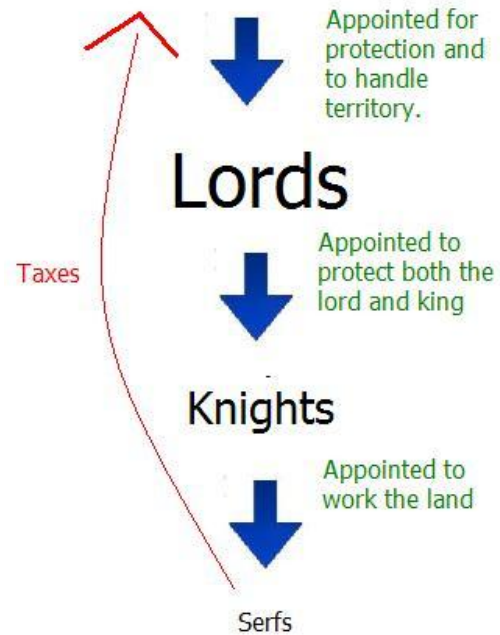 Appointed for
protection and
to handle
territory.
Lords
Appointed to
protect both the
lord and king
Taxes
Knights
Appointed to
work the land
Serfs